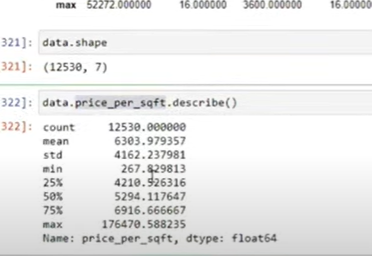 max 52272.000000 16.000000 3600.000000 16.00000
321]: data.shape
321]: (12530, 7)
322]: data.price_per_sqft.describe()
322]: count 12530.000000
mean 6303.979357
std 4162.237981
min 267.829813
25% 4210.526316
50% 5294.117647
75% 6916.666667
max 176470.588235
Name: price_per_sqft, dtype: float64